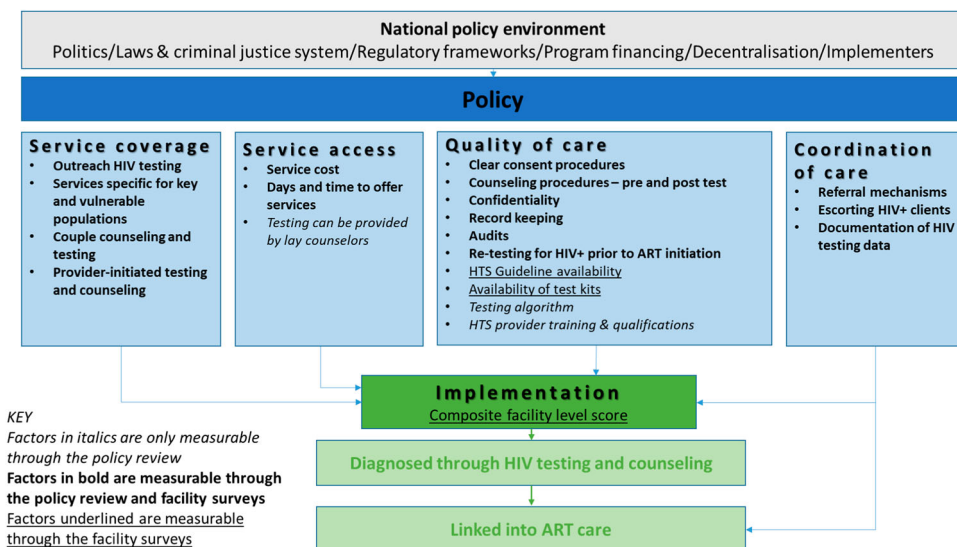 National policy environment
Politics/Laws & criminal justice system/Regulatory frameworks/Program financing/Decentralisation/Implementers
Policy
Service coverage
• Outreach HIV testing
• Services specific for key
and vulnerable
populations
• Couple counseling and
testing
• Provider-initiated testing
and counseling
Service access
• Service cost
• Days and time to offer
services
• Testing can be provided
by lay counselors
Quality of care
• Clear consent procedures
• Counseling procedures – pre and post test
• Confidentiality
• Record keeping
• Audits
• Re-testing for HIV+ prior to ART initiation
• HTS Guideline availability
• Availability of test kits
• Testing algorithm
• HTS provider training & qualifications
Coordination
of care
• Referral mechanisms
• Escorting HIV+ clients
• Documentation of HIV
testing data
Implementation
Composite facility level score
Diagnosed through HIV testing and counseling
Linked into ART care
KEY
Factors in italics are only measurable
through the policy review
Factors in bold are measurable through
the policy review and facility surveys
Factors underlined are measurable
through the facility surveys